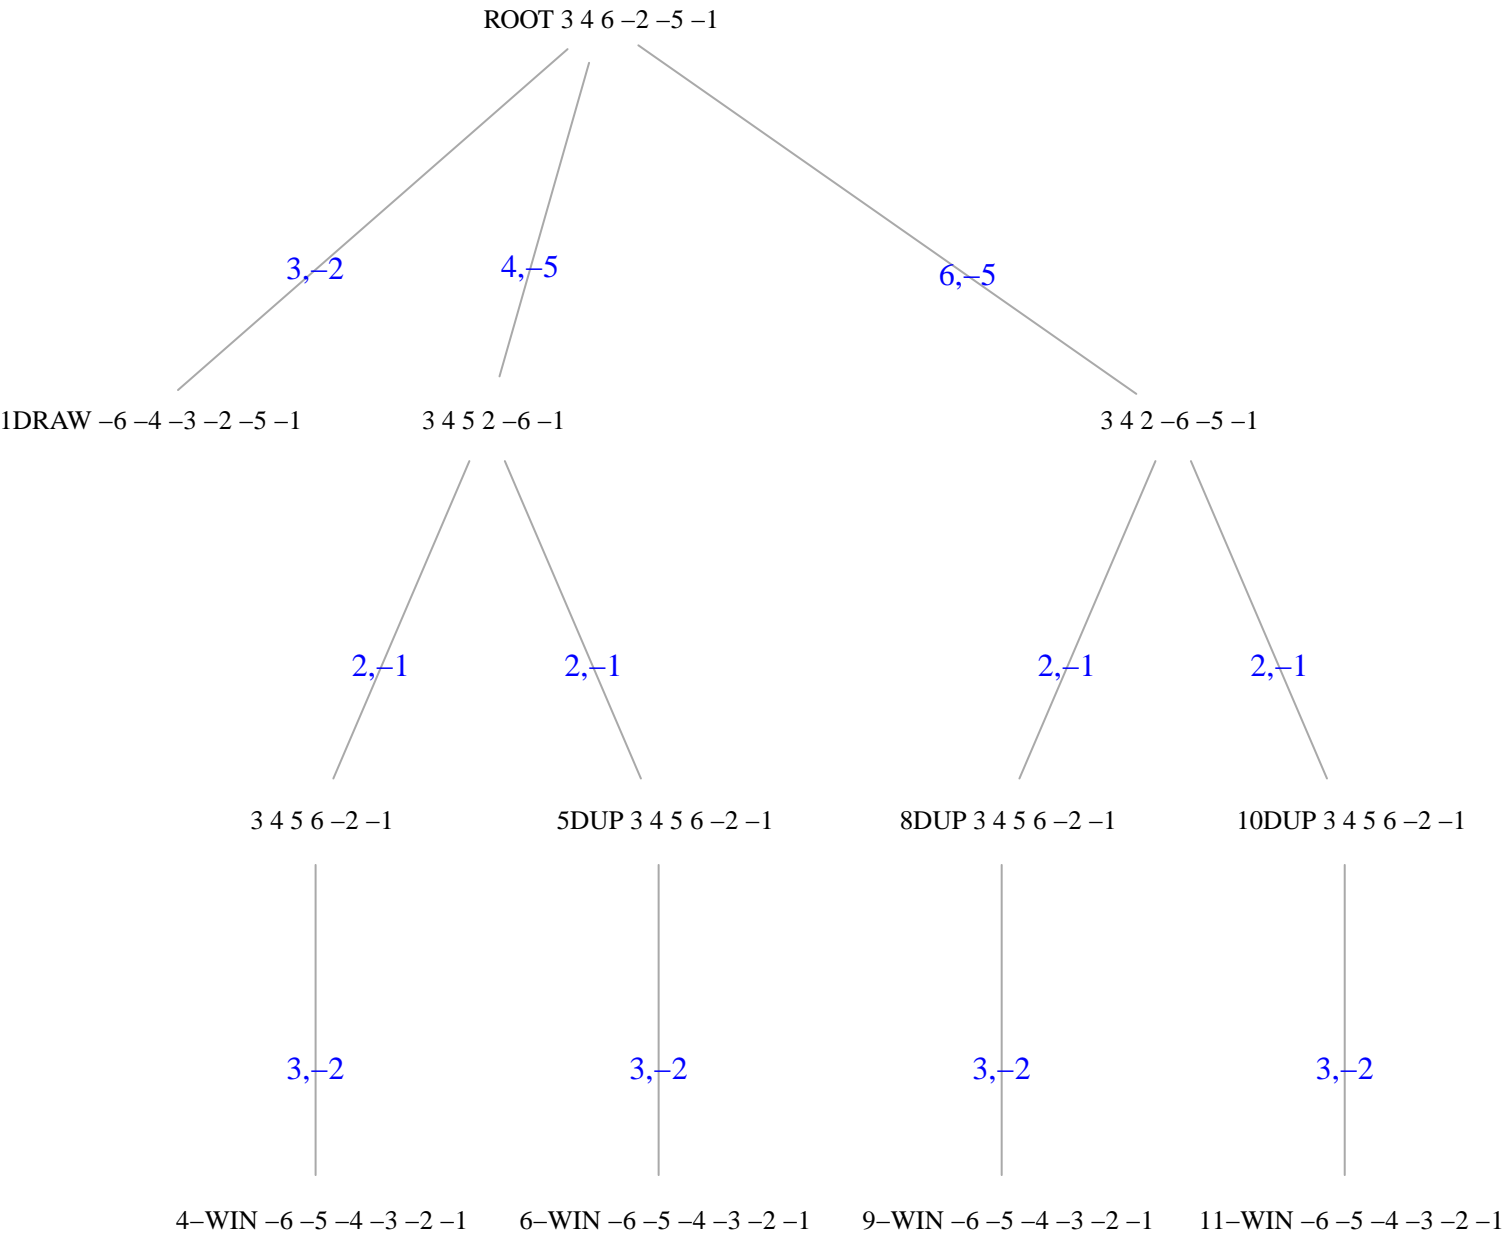 ROOT 3 4 6 –2 –5 –1
3,–2
4,–5
6,–5
1DRAW –6 –4 –3 –2 –5 –1
3 4 5 2 –6 –1
3 4 2 –6 –5 –1
2,–1
2,–1
2,–1
2,–1
3 4 5 6 –2 –1
5DUP 3 4 5 6 –2 –1
8DUP 3 4 5 6 –2 –1
10DUP 3 4 5 6 –2 –1
3,–2
3,–2
3,–2
3,–2
4–WIN –6 –5 –4 –3 –2 –1
6–WIN –6 –5 –4 –3 –2 –1
9–WIN –6 –5 –4 –3 –2 –1
11–WIN –6 –5 –4 –3 –2 –1